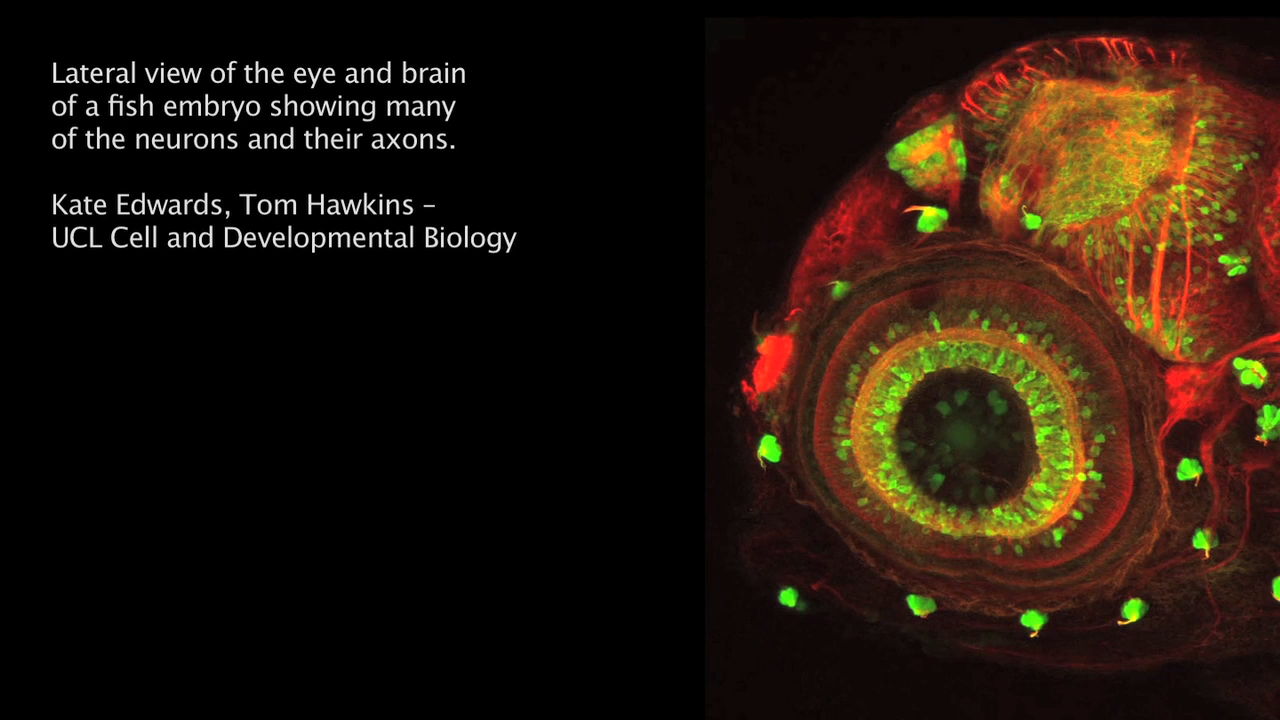 Lateral view of the eye and brain
of a fish embryo showing many
of the neurons and their axons.
Kate Edwards, Tom Hawkins –
UCL Cell and Developmental Biology